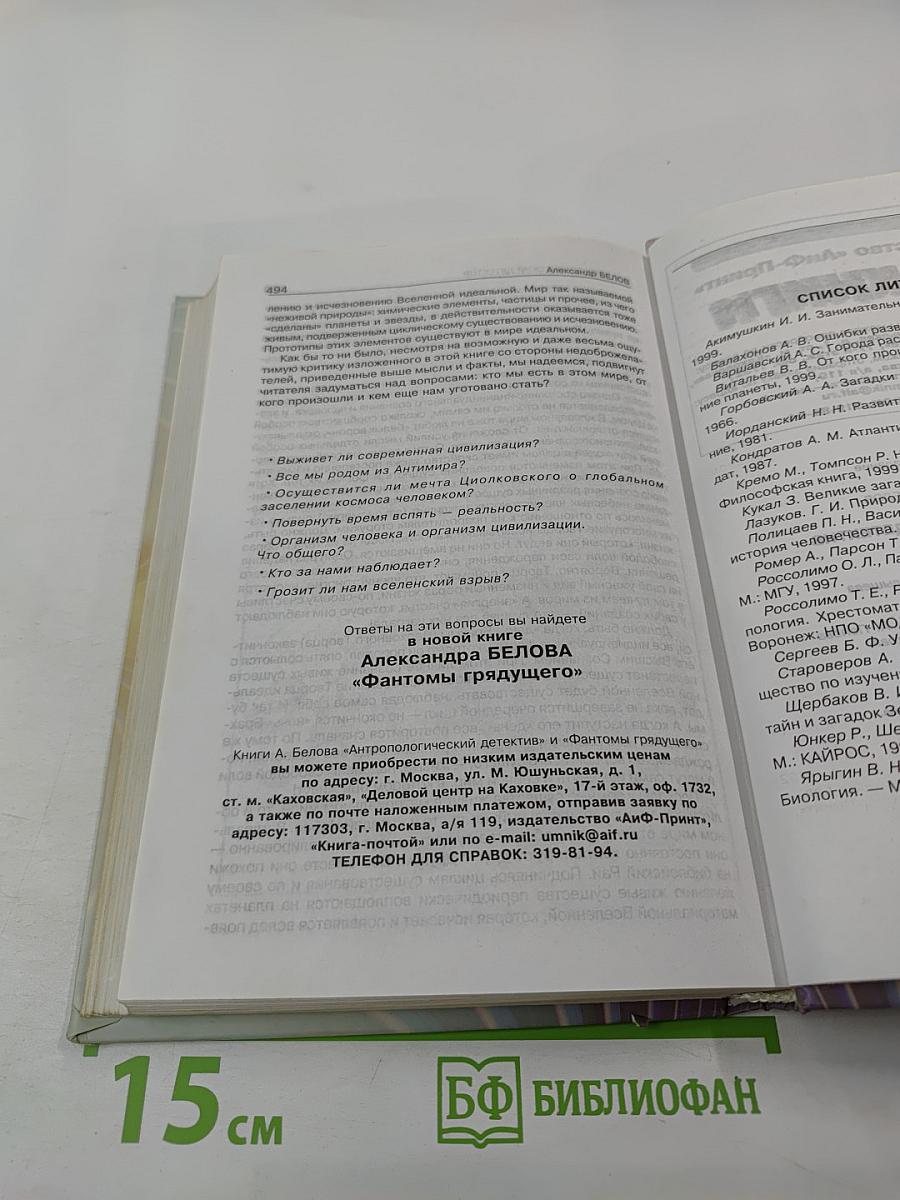 494
Александр БЕЛОВ
лению и исчезновению Вселенной идеальной. Мир так называемой
«неживой природы»: химические элементы, частицы и прочее, из чего
«сделаны» планеты и звезды, в действительности оказывается тоже
живым, подверженным циклическому существованию и исчезновению.
Прототипы этих элементов существуют в мире идеальном.
Как бы то ни было, несмотря на возможную и даже весьма ощу-
тимую критику изложенного в этой книге со стороны недоброжела-
телей, приведенные выше мысли и факты, мы надеемся, подвигнут
читателя задуматься над вопросами: кто мы есть в этом мире, от
кого произошли и кем еще нам уготовано стать?
• Выживет ли современная цивилизация?
• Все мы родом из Антимира?
• Осуществится ли мечта Циолковского о глобальном
заселении космоса человеком?
• Повернуть время вспять — реальность?
• Организм человека и организм цивилизации.
Что общего?
• Кто за нами наблюдает?
• Грозит ли нам вселенский взрыв?
Ответы на эти вопросы вы найдете
в новой книге
Александра БЕЛОВА
«Фантомы грядущего»
Книги А. Белова «Антропологический детектив» и «Фантомы грядущего»
вы можете приобрести по низким издательским ценам
по адресу: г. Москва, ул. М. Юшуньская, д. 1,
ст. м. «Каховская», «Деловой центр на Каховке», 17-й этаж, оф. 1732,
а также по почте наложенным платежом, отправив заявку по
адресу: 117303, г. Москва, а/я 119, издательство «АиФ-Принт»,
«Книга-почтой» или по e-mail: umnik@aif.ru
ТЕЛЕФОН ДЛЯ СПРАВОК: 319-81-94.
СПИСОК ЛИ
Акимушкин И. И. Заниматель
1999.
Балахонов А. В. Ошибки разв
Варшавский А. С. Города рас
Витальев В. В. От кого прои
ние планеты, 1999.
Горбовский А. А. Загадки
1966.
Иорданский Н. Н. Развит
ние, 1981.
Кондратов А. М. Атланти
дат, 1987.
Кремо М., Томпсон Р. Н
философская книга, 1999
Кукал З. Великие зага
Лазуков. Г. И. Природ
Полищаев П. Н., Васи
история человечества.
Ромер А., Парсон Т
Россолимо О. Л., Па
М.: МГУ, 1997.
Россолимо Т. Е., Р
пология. Хрестомат
Воронеж: НПО «МО
Сергеев Б. Ф. У
Староверов А.
щество по изучен
Щербаков В. И
тайн и загадок Зе
Юнкер Р., Ше
М.: КАЙРОС, 19
Ярыгин В. Н
Биология. — М
15 см
БФ БИБЛИОФАН